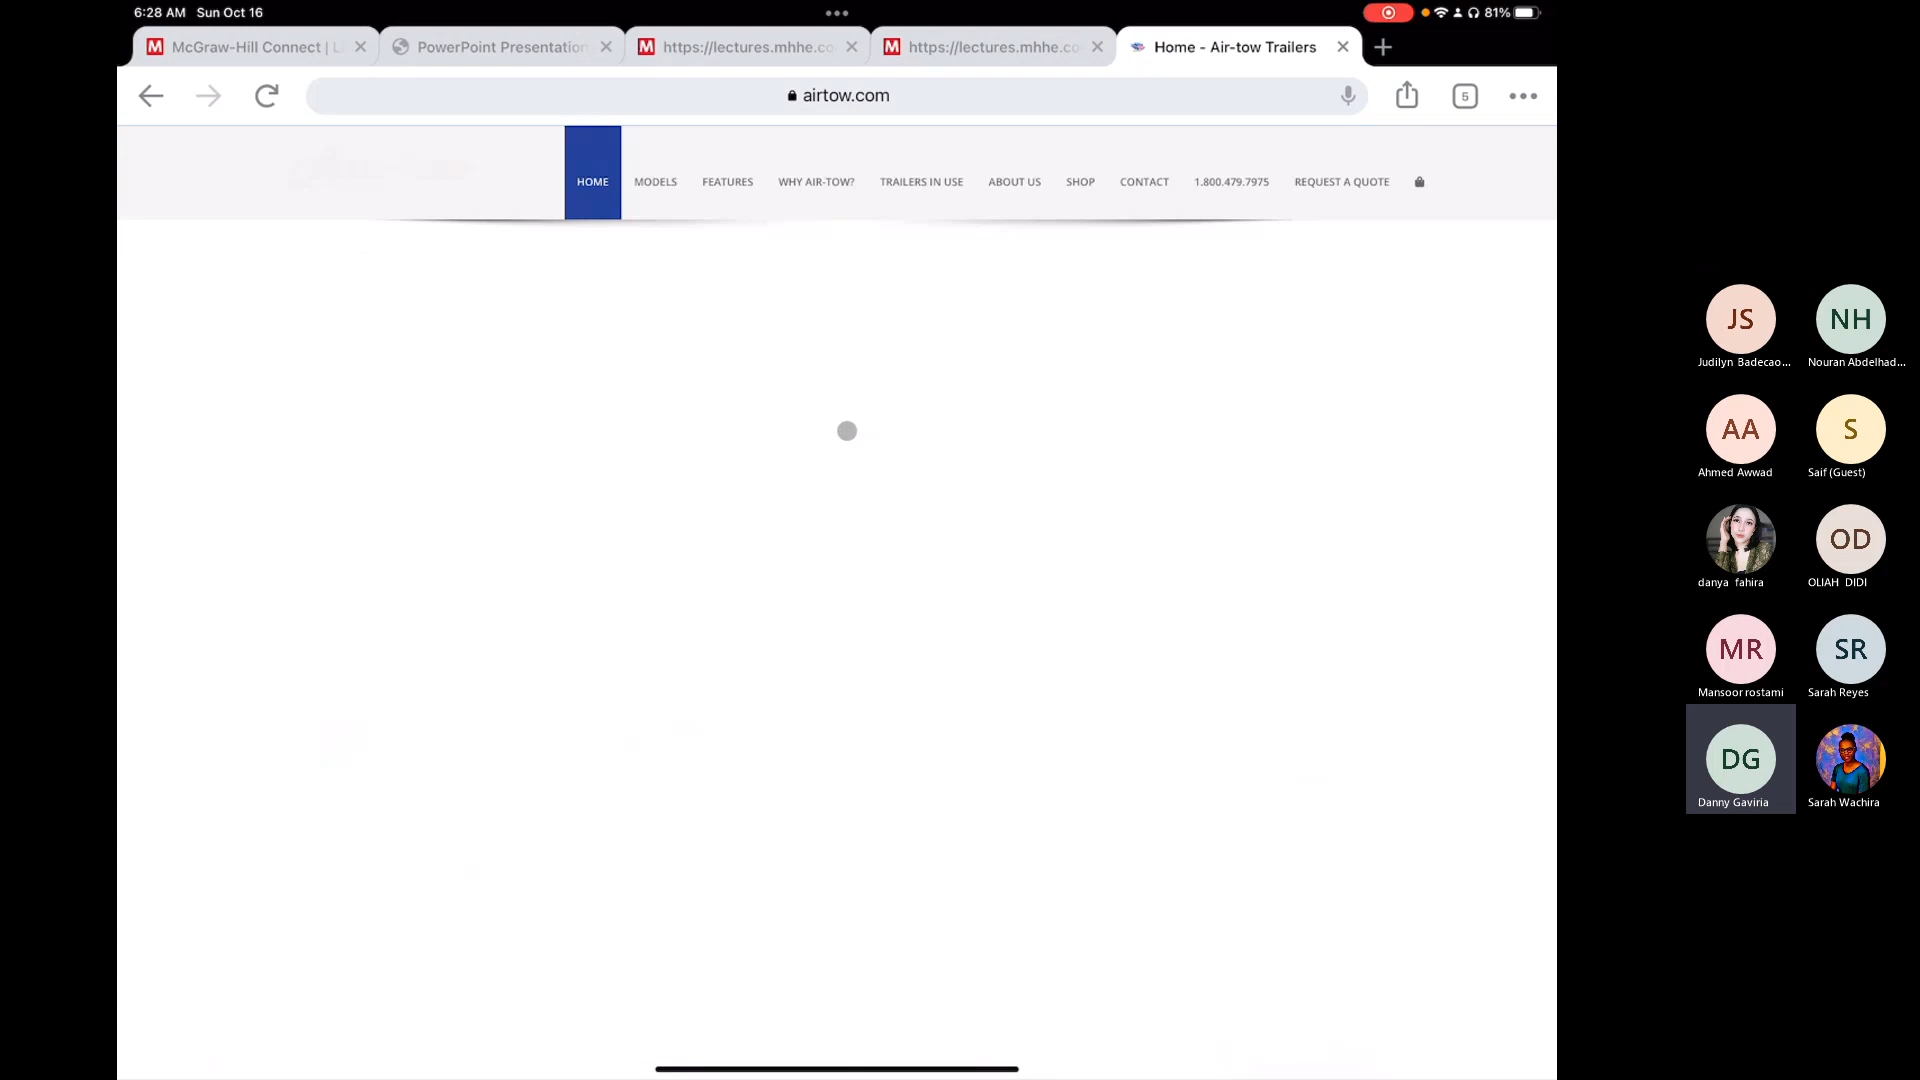 6:28 AM Sun Oct 16
81%
McGraw-Hill Connect | L
PowerPoint Presentation
https://lectures.mhhe.co
https://lectures.mhhe.co
Home - Air-tow Trailers
airtow.com
5
HOME MODELS FEATURES WHY AIR-TOW? TRAILERS IN USE ABOUT US SHOP CONTACT 1.800.479.7975 REQUEST A QUOTE
JS NH
Judilyn Badecao... Nouran Abdelhad...
AA S
Ahmed Awwad Saif (Guest)
OD
danya fahira OLIAH DIDI
MR SR
Mansoor rostami Sarah Reyes
DG
Danny Gaviria Sarah Wachira